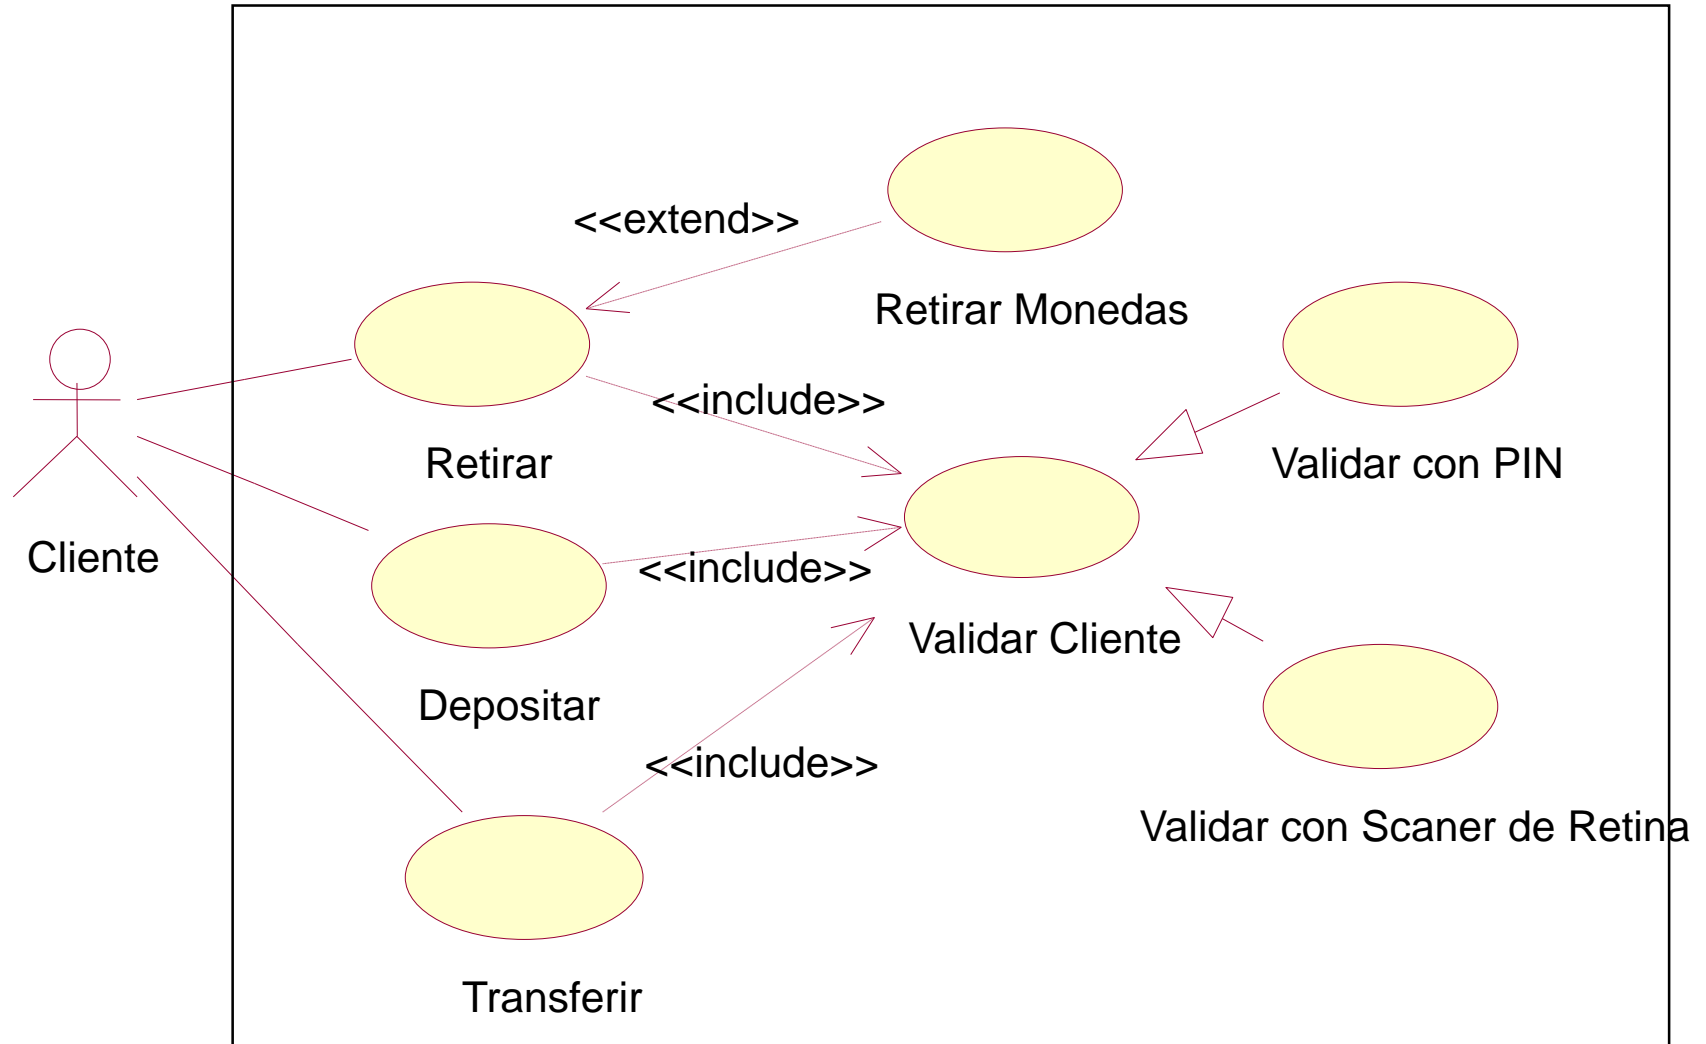 <<extend>>
Retirar Monedas
<<include>>
Retirar
Validar con PIN
Cliente
<<include>>
Validar Cliente
Depositar
<<include>>
Validar con Scaner de Retina
Transferir